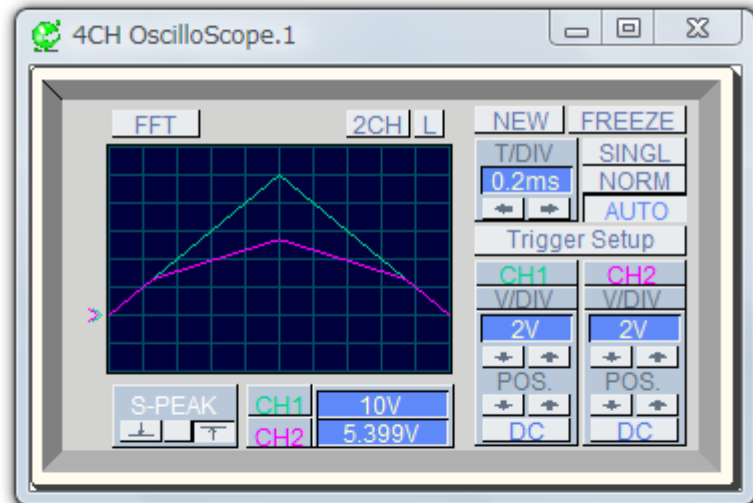 4CH OscilloScope.1
FFT 2CH L
NEW FREEZE
T/DIV SINGL
0.2ms NORM
AUTO
Trigger Setup
CH1 CH2
V/DIV V/DIV
2V 2V
POS. POS.
DC DC
S-PEAK CH1 10V
CH2 5.399V